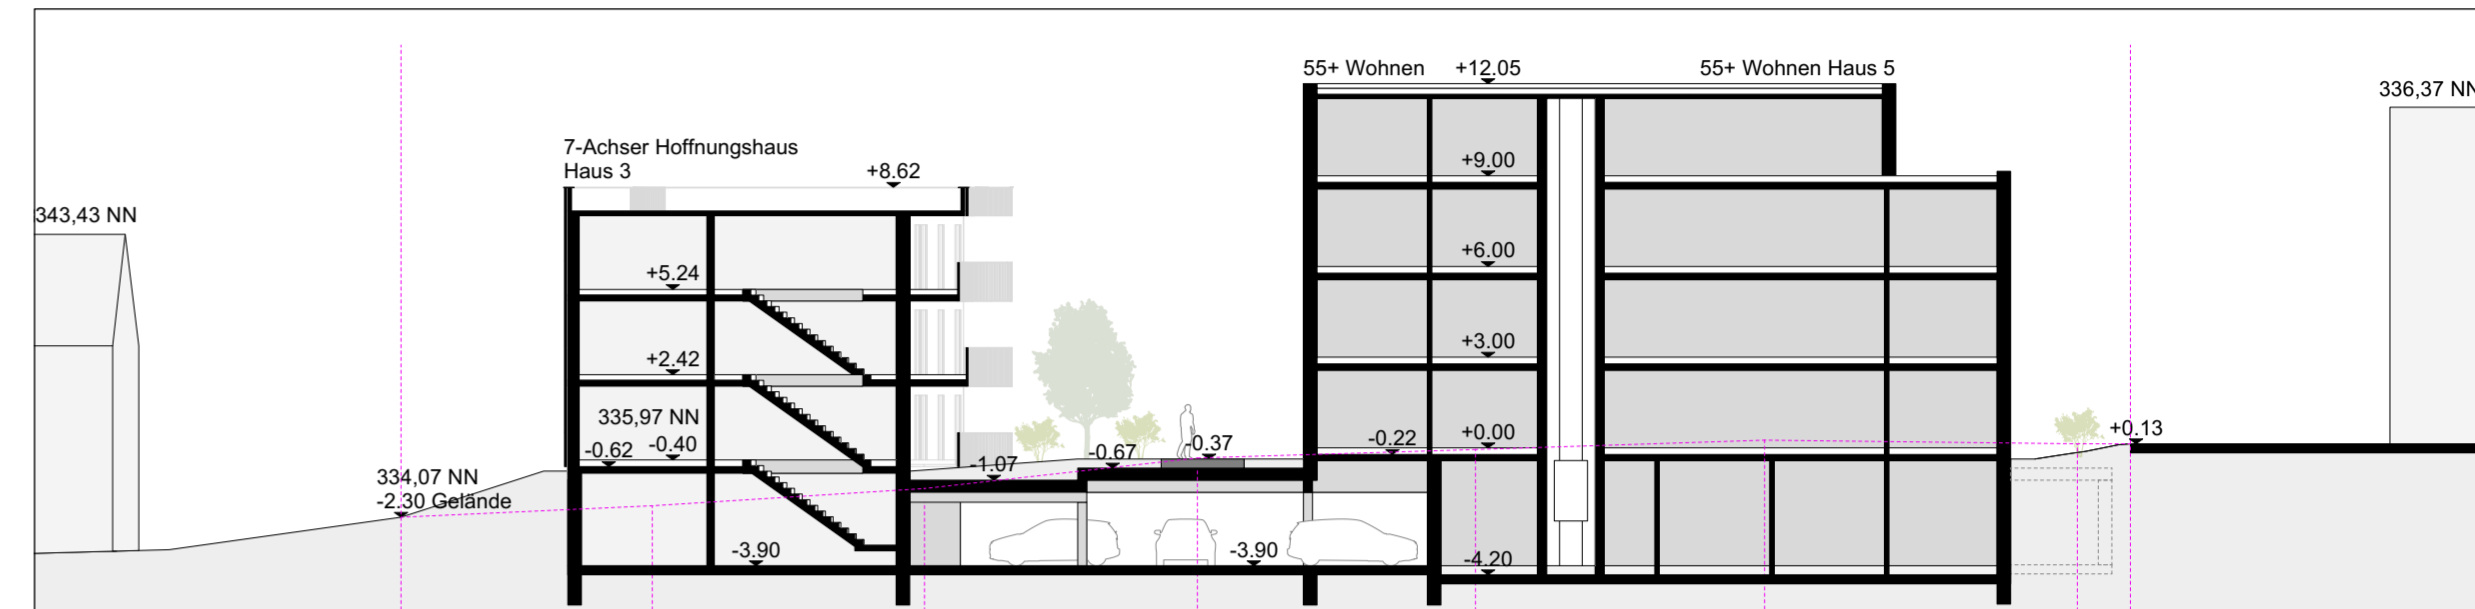 55+ Wohnen
+12.05
55+ Wohnen Haus 5
336,37 NN
7-Achser Hoffnungshaus
Haus 3
+8.62
+9.00
343,43 NN
+6.00
+5.24
+3.00
+2.42
335,97 NN
-0.62
-0.40
-1.07
-0.67
-0.37
-0.22
+0.00
+0.13
334,07 NN
-2.30 Gelände
-3.90
-3.90
-4.20